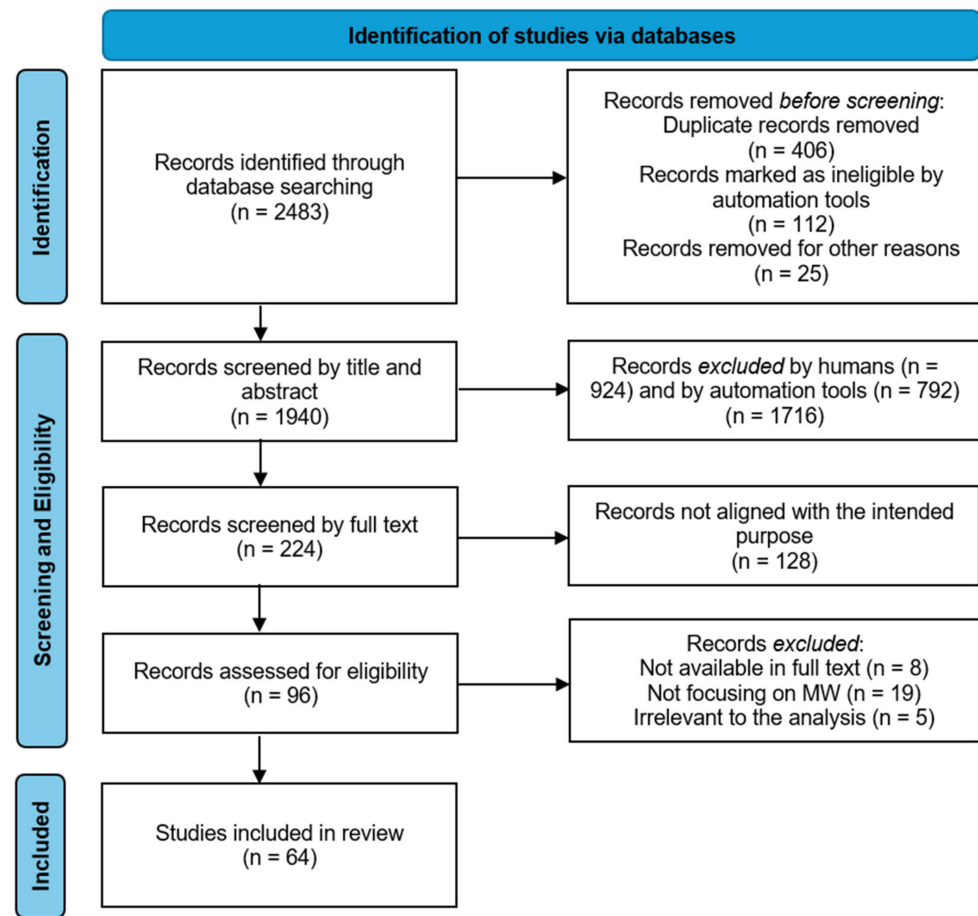 Identification of studies via databases
Identification
Records identified through
database searching
(n = 2483)
Records removed before screening:
Duplicate records removed
(n = 406)
Records marked as ineligible by
automation tools
(n = 112)
Records removed for other reasons
(n = 25)
Screening and Eligibility
Records screened by title and
abstract
(n = 1940)
Records excluded by humans (n =
924) and by automation tools (n = 792)
(n = 1716)
Records screened by full text
(n = 224)
Records not aligned with the intended
purpose
(n = 128)
Records assessed for eligibility
(n = 96)
Records excluded:
Not available in full text (n = 8)
Not focusing on MW (n = 19)
Irrelevant to the analysis (n = 5)
Included
Studies included in review
(n = 64)